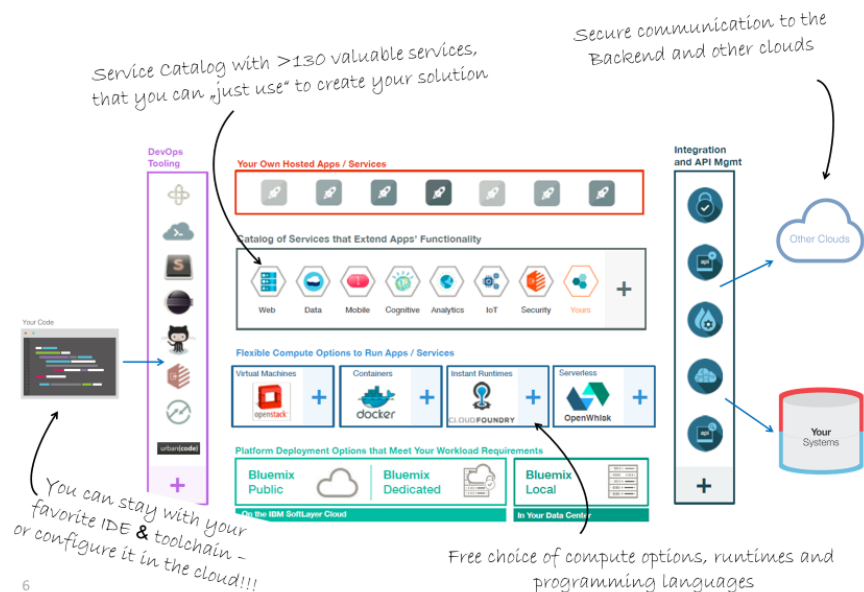 Service Catalog with >130 valuable services,
that you can „just use“ to create your solution
Secure communication to the
Backend and other clouds
DevOps
Tooling
Your Own Hosted Apps / Services
Integration
and API Mgmt
Catalog of Services that Extend Apps' Functionality
Web Data Mobile Cognitive Analytics IoT Security Yours
+
S
api
Other Clouds
Your Code
Flexible Compute Options to Run Apps / Services
Virtual Machines
openstack
+
Containers
docker
+
Instant Runtimes
CLOUDFOUNDRY
+
Serverless
OpenWhisk
+
urban{code}
+
Platform Deployment Options that Meet Your Workload Requirements
Bluemix
Public
Bluemix
Dedicated
Bluemix
Local
On the IBM SoftLayer Cloud
In Your Data Center
api
+
Your
Systems
You can stay with your
favorite IDE & toolchain –
or configure it in the cloud!!!
Free choice of compute options, runtimes and
programming languages
6